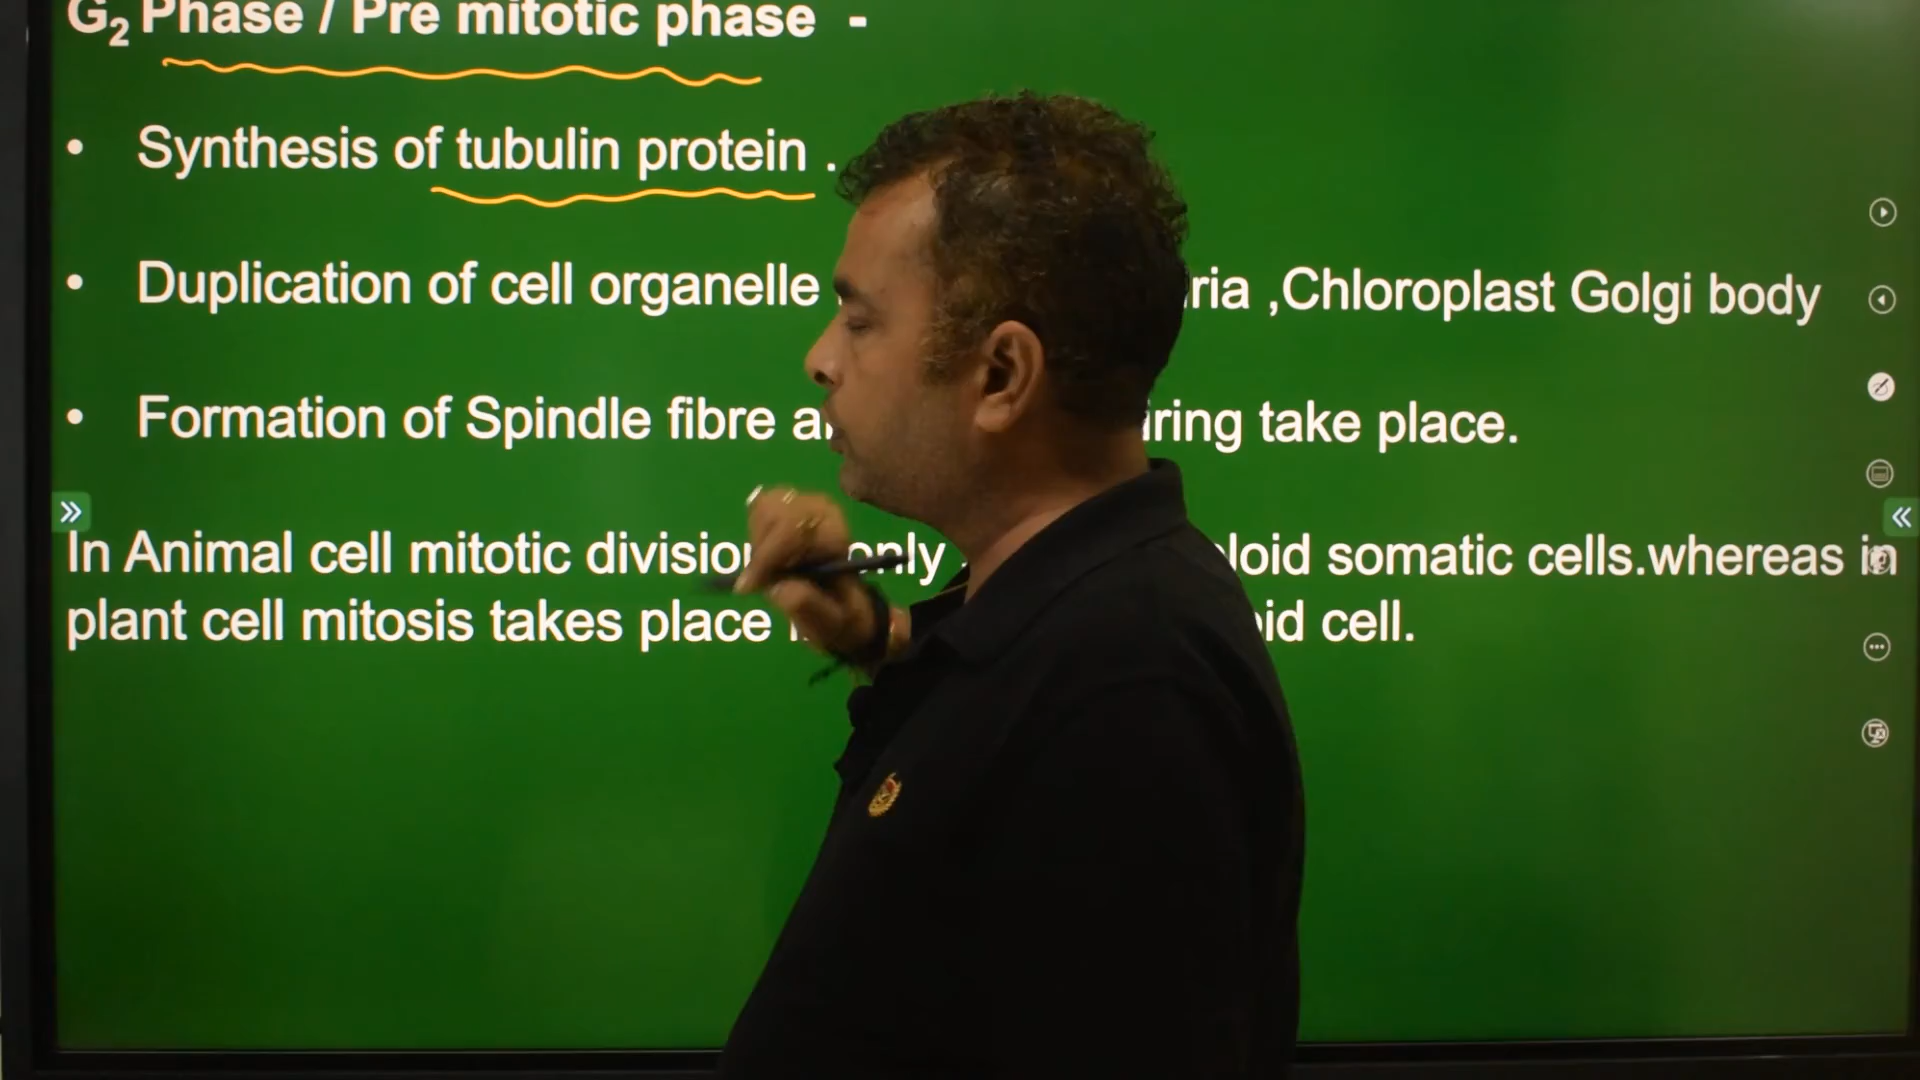 G₂ Phase / Pre mitotic phase -
• Synthesis of tubulin protein .
• Duplication of cell organelle ria ,Chloroplast Golgi body
• Formation of Spindle fibre iring take place.
In Animal cell mitotic division only loid somatic cells.whereas in
plant cell mitosis takes place id cell.